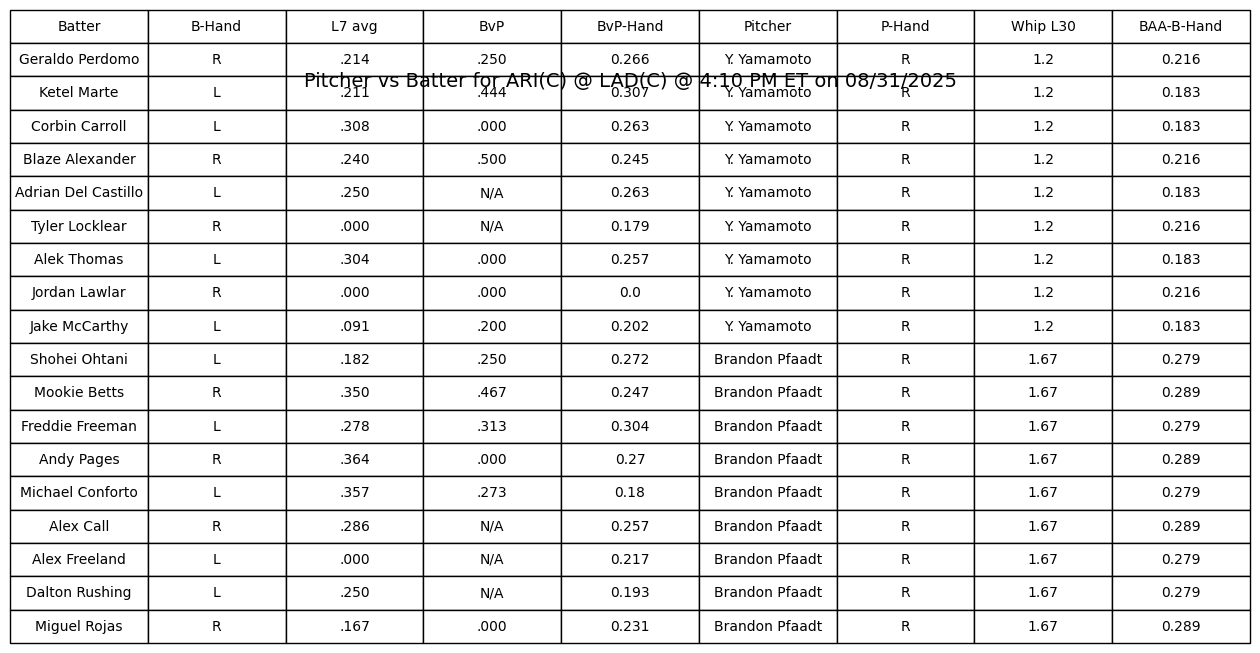 Batter B-Hand L7 avg BvP BvP-Hand Pitcher P-Hand Whip L30 BAA-B-Hand
Geraldo Perdomo R .214 .250 0.266 Y. Yamamoto R 1.2 0.216
Pitcher vs Batter for ARI(C) @ LAD(C) @ 4:10 PM ET on 08/31/2025
Ketel Marte L .211 .444 0.307 Y. Yamamoto R 1.2 0.183
Corbin Carroll L .308 .000 0.263 Y. Yamamoto R 1.2 0.183
Blaze Alexander R .240 .500 0.245 Y. Yamamoto R 1.2 0.216
Adrian Del Castillo L .250 N/A 0.263 Y. Yamamoto R 1.2 0.183
Tyler Locklear R .000 N/A 0.179 Y. Yamamoto R 1.2 0.216
Alek Thomas L .304 .000 0.257 Y. Yamamoto R 1.2 0.183
Jordan Lawlar R .000 .000 0.0 Y. Yamamoto R 1.2 0.216
Jake McCarthy L .091 .200 0.202 Y. Yamamoto R 1.2 0.183
Shohei Ohtani L .182 .250 0.272 Brandon Pfaadt R 1.67 0.279
Mookie Betts R .350 .467 0.247 Brandon Pfaadt R 1.67 0.289
Freddie Freeman L .278 .313 0.304 Brandon Pfaadt R 1.67 0.279
Andy Pages R .364 .000 0.27 Brandon Pfaadt R 1.67 0.289
Michael Conforto L .357 .273 0.18 Brandon Pfaadt R 1.67 0.279
Alex Call R .286 N/A 0.257 Brandon Pfaadt R 1.67 0.289
Alex Freeland L .000 N/A 0.217 Brandon Pfaadt R 1.67 0.279
Dalton Rushing L .250 N/A 0.193 Brandon Pfaadt R 1.67 0.279
Miguel Rojas R .167 .000 0.231 Brandon Pfaadt R 1.67 0.289